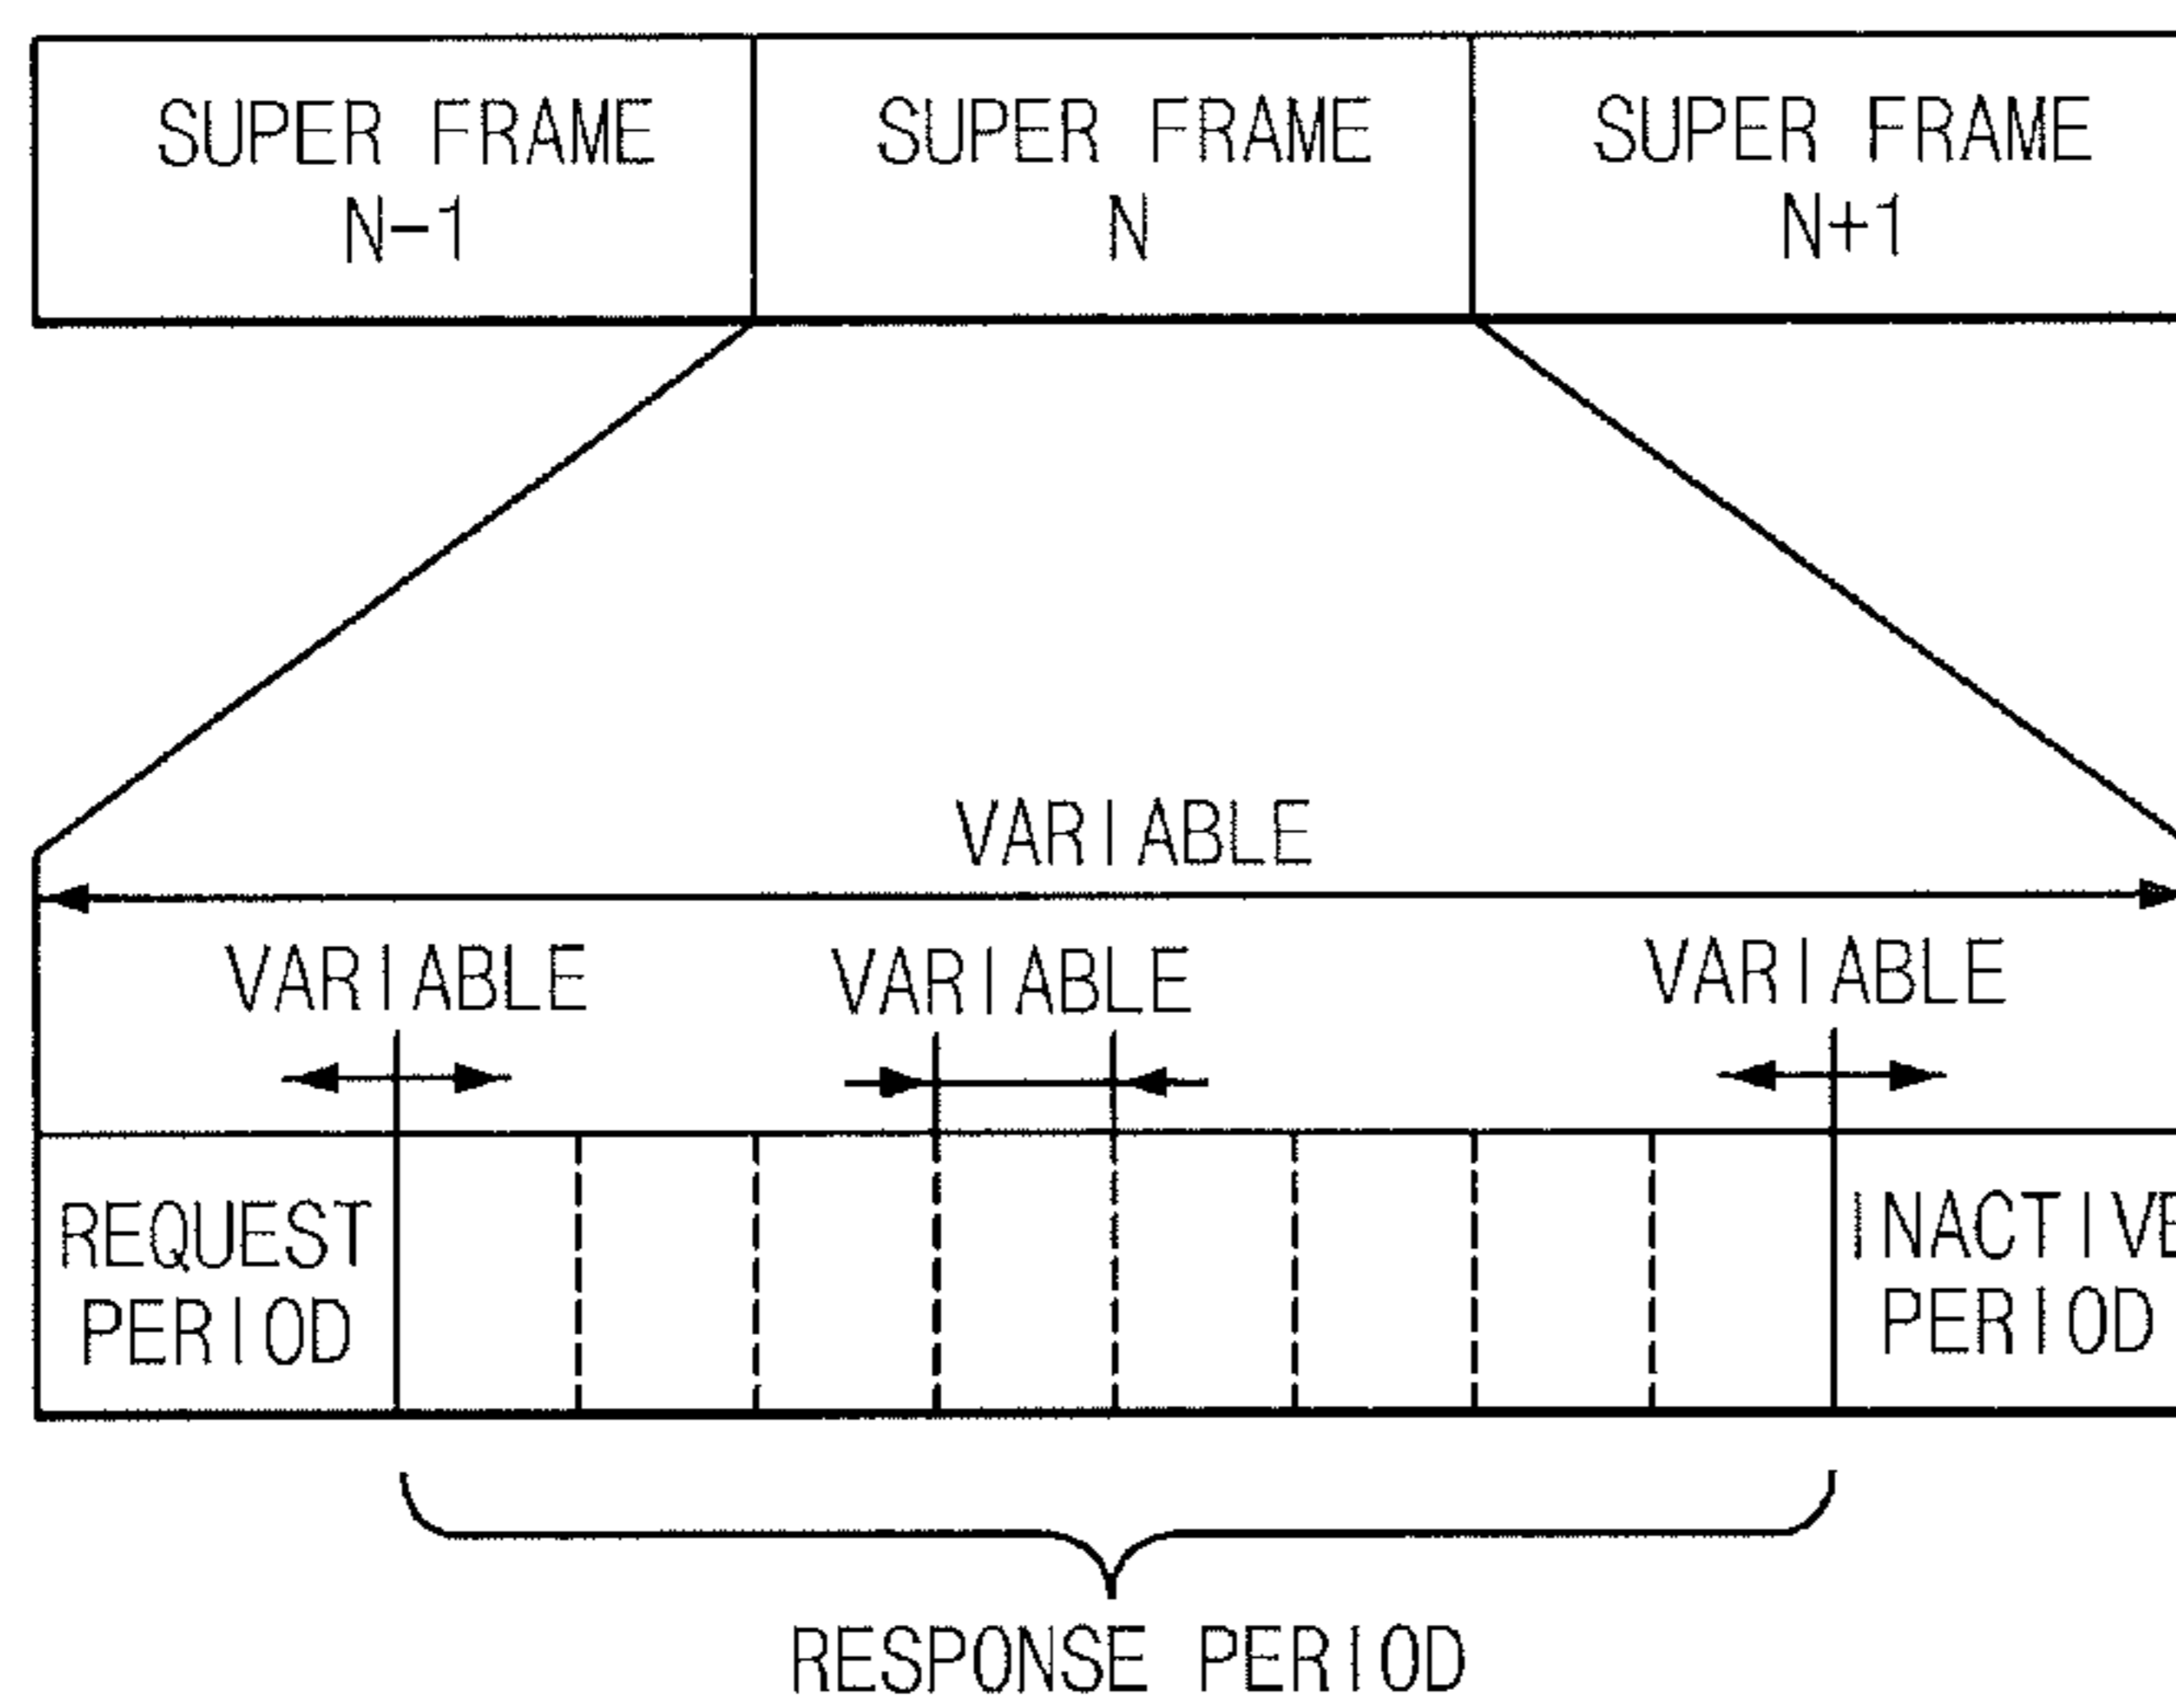 SUPER FRAME
N-1
SUPER FRAME
N
SUPER FRAME
N+1
VARIABLE
VARIABLE
VARIABLE
VARIABLE
REQUEST
PERIOD
INACTIVE
PERIOD
RESPONSE PERIOD